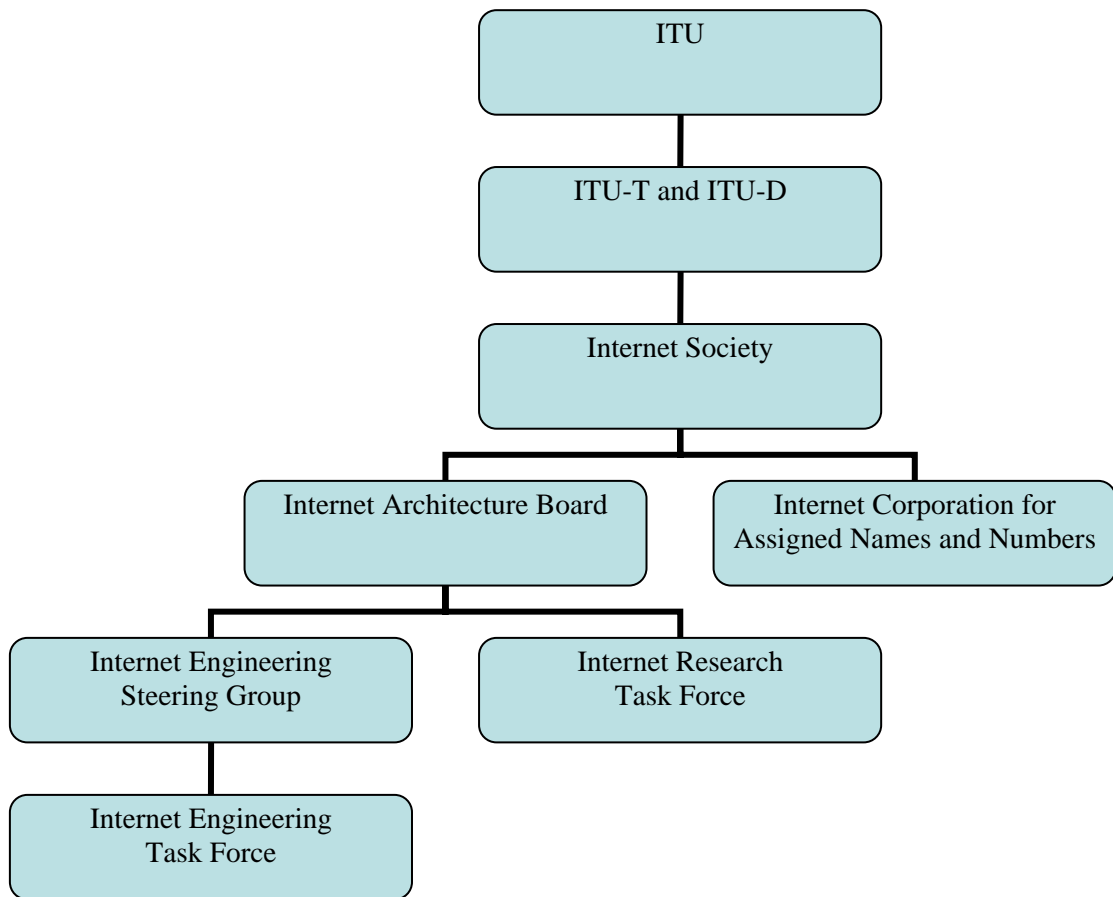 ITU
ITU-T and ITU-D
Internet Society
Internet Architecture Board
Internet Corporation for
Assigned Names and Numbers
Internet Engineering
Steering Group
Internet Research
Task Force
Internet Engineering
Task Force